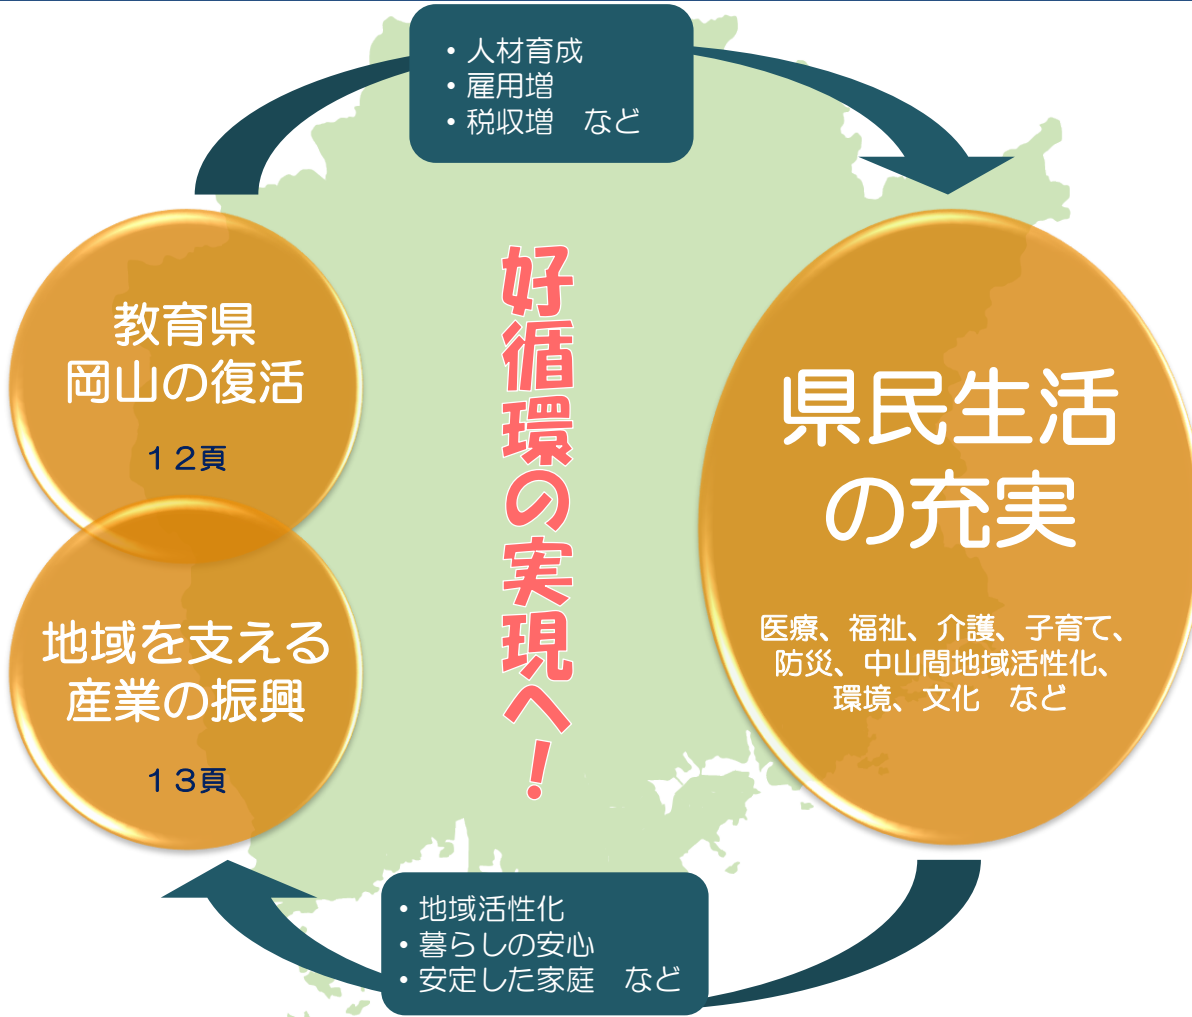 ・人材育成
・雇用増
・税収増　など
教育県
岡山の復活
１２頁
地域を支える
産業の振興
１３頁
好循環の実現へ！
県民生活
の充実
医療、福祉、介護、子育て、
防災、中山間地域活性化、
環境、文化　など
・地域活性化
・暮らしの安心
・安定した家庭　など